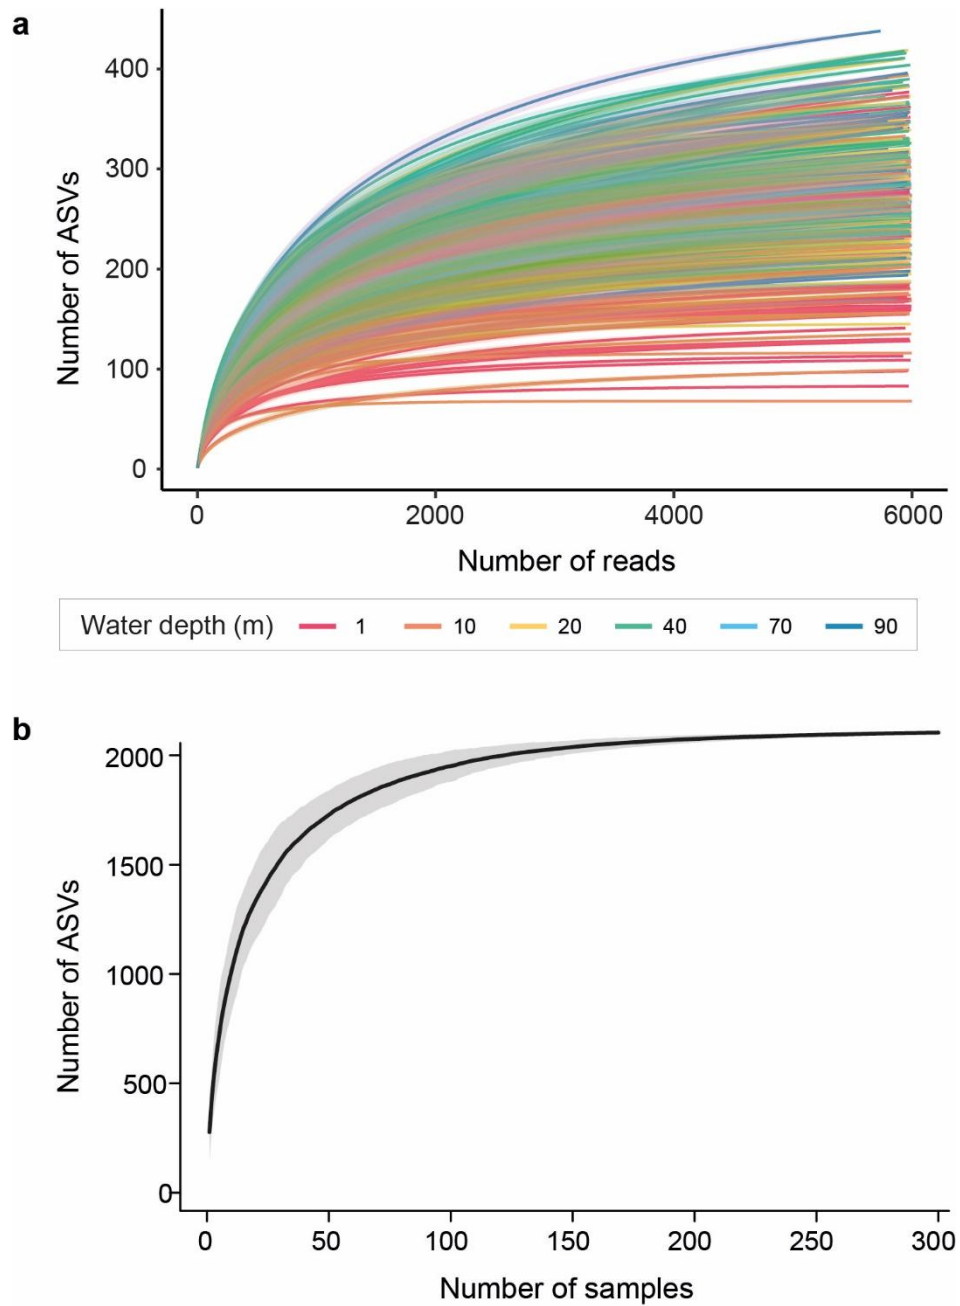 a
Number of ASVs
400
300
200
100
0
0 2000 4000 6000
Number of reads
Water depth (m) 1 10 20 40 70 90
b
Number of ASVs
2000
1500
1000
500
0
0 50 100 150 200 250 300
Number of samples